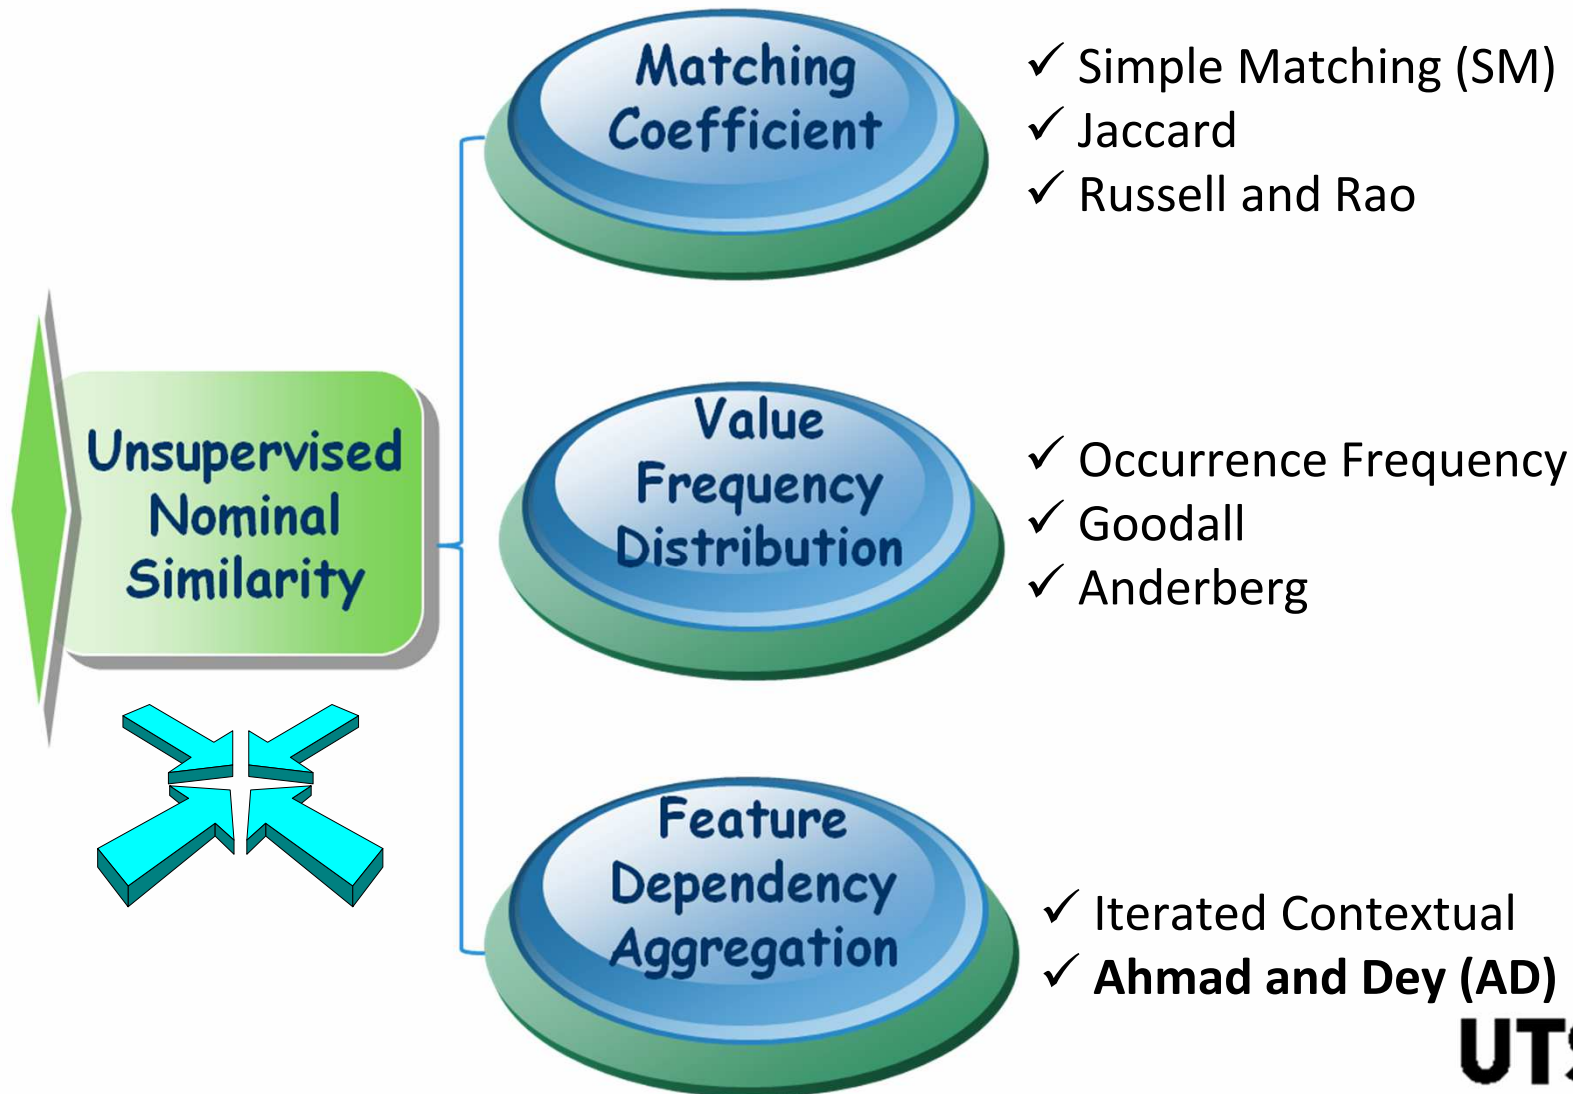 Matching
Coefficient
✓ Simple Matching (SM)
✓ Jaccard
✓ Russell and Rao
Unsupervised
Nominal
Similarity
Value
Frequency
Distribution
✓ Occurrence Frequency
✓ Goodall
✓ Anderberg
Feature
Dependency
Aggregation
✓ Iterated Contextual
✓ Ahmad and Dey (AD)